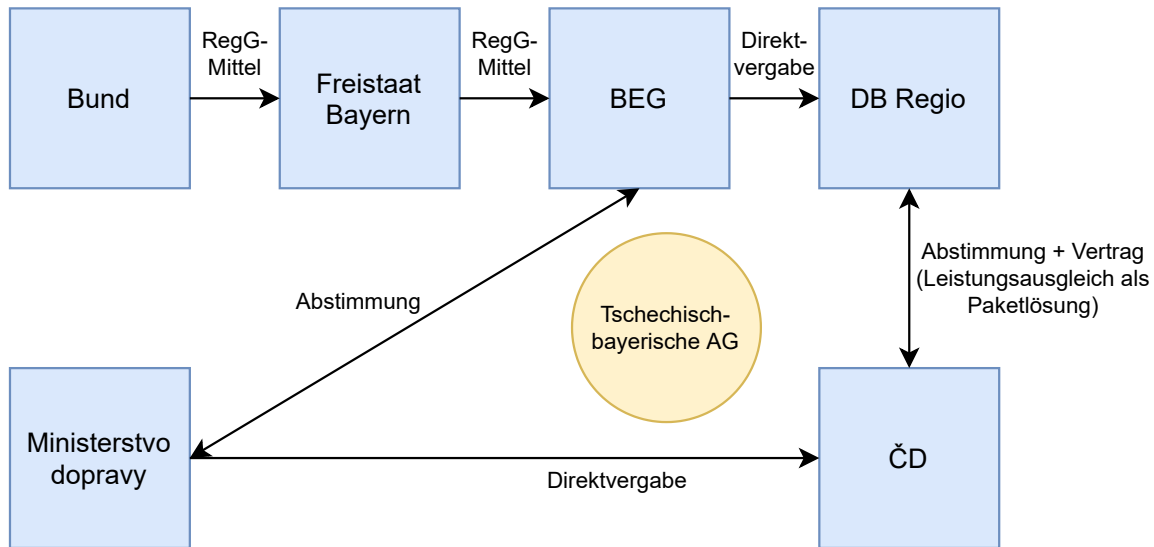 RegG-
Mittel
RegG-
Mittel
Direkt-
vergabe
Bund
Freistaat
Bayern
BEG
DB Regio
Abstimmung
Tschechisch-
bayerische AG
Abstimmung + Vertrag
(Leistungsausgleich als
Paketlösung)
Ministerstvo
dopravy
Direktvergabe
ČD